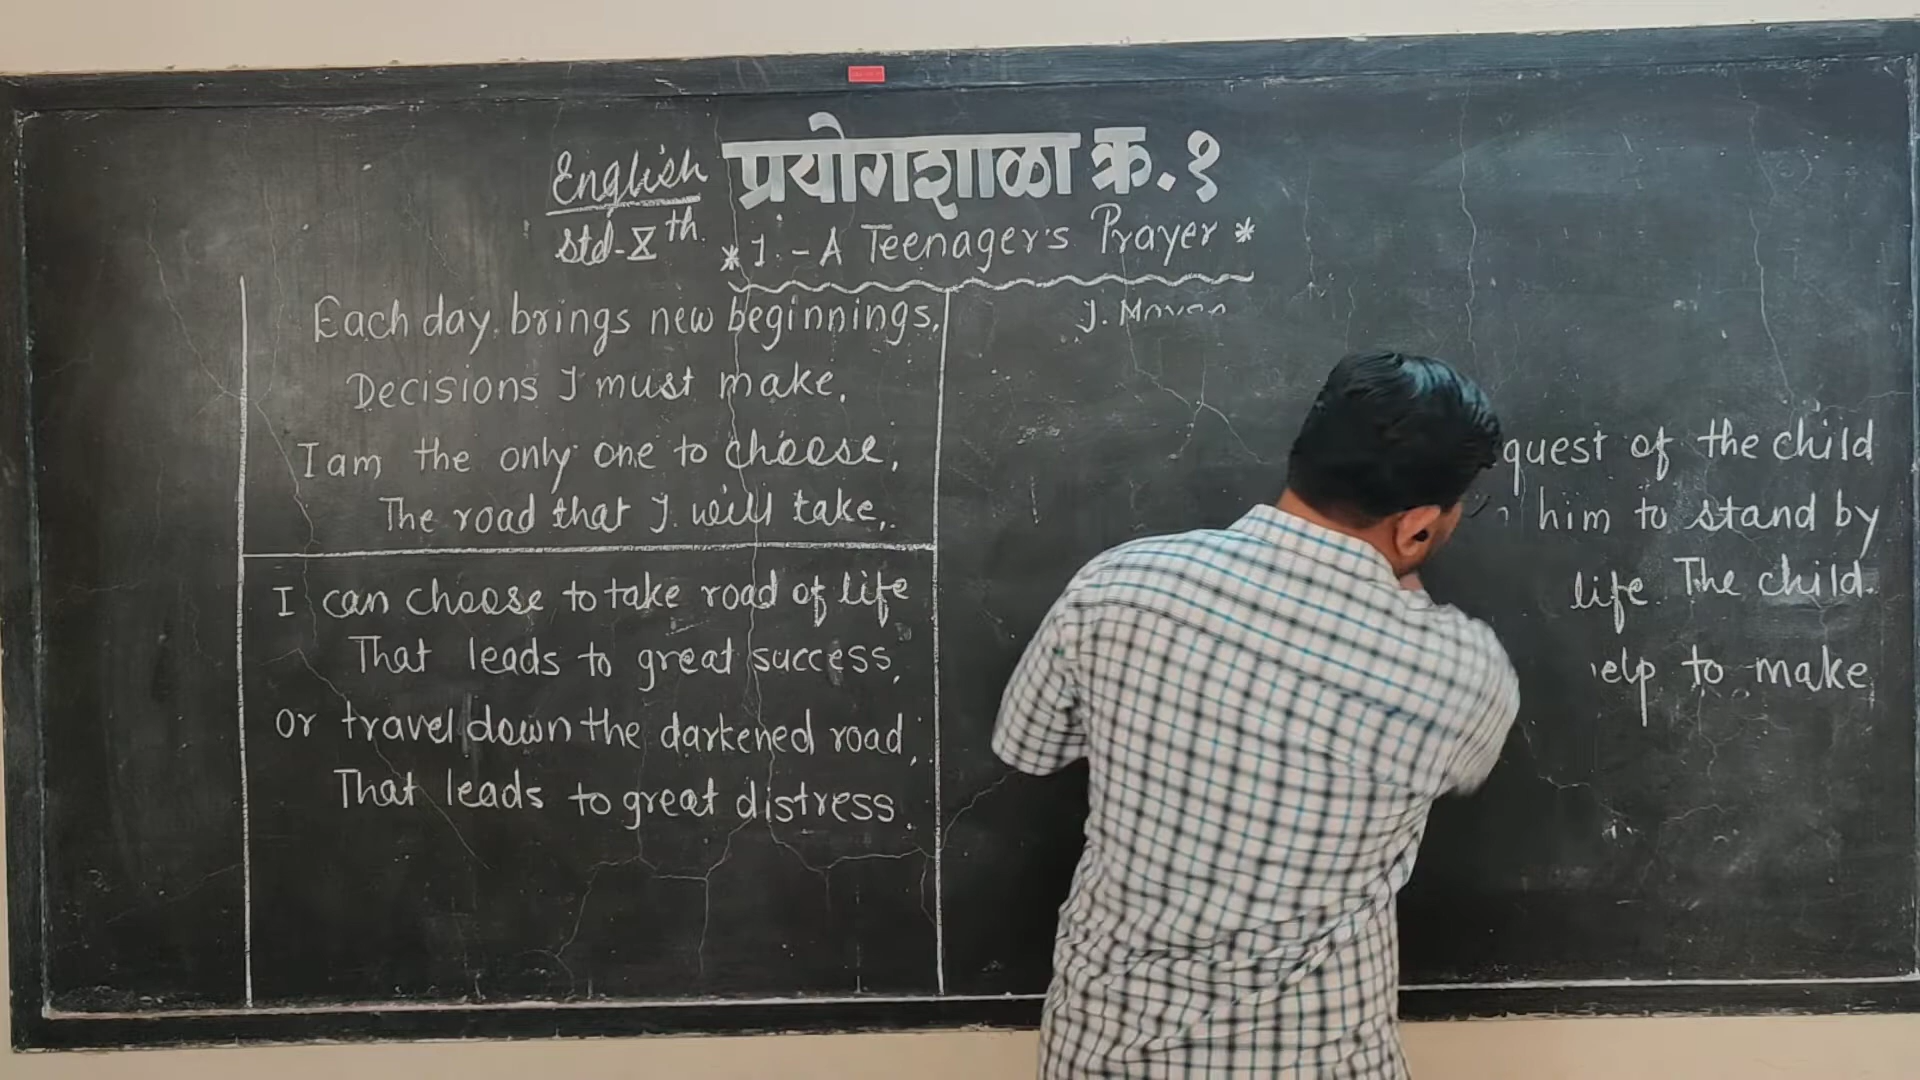 English
Std-Xth.
प्रयोगशाळा क्र.१
*1.-A Teenager's Prayer*
Each day brings new beginnings,
Decisions I must make.
I am the only one to choose,
The road that I will take,.
I can choose to take road of life
That leads to great success,
or travel down the darkened road,
That leads to great distress.
J.
of the child
him to stand by
life. The child.
to make